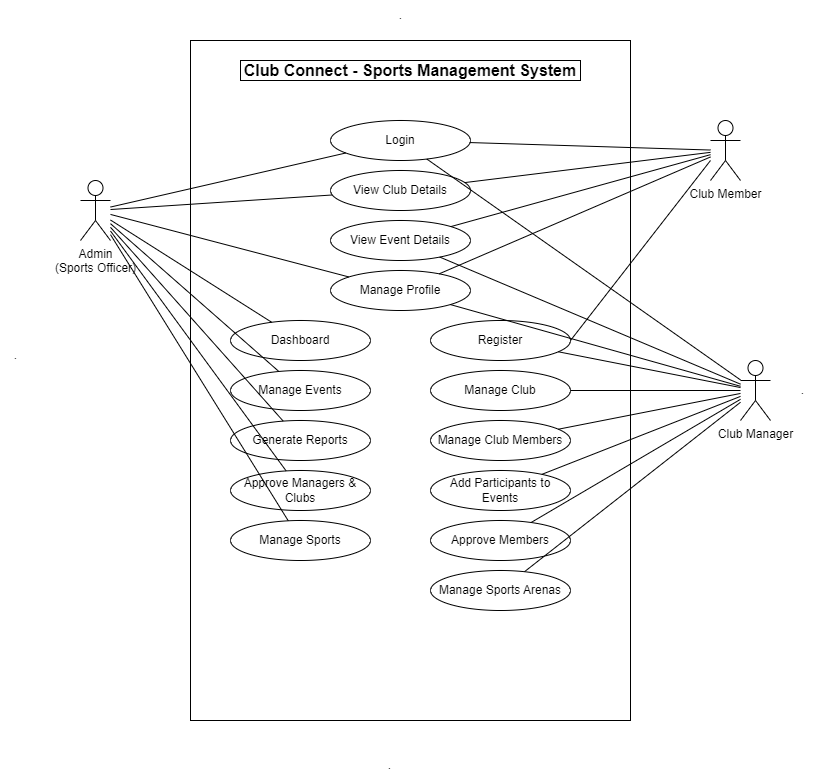 Club Connect - Sports Management System
Login
View Club Details
Club Member
View Event Details
Admin
(Sports Officer)
Manage Profile
Dashboard
Register
Manage Events
Manage Club
Club Manager
Generate Reports
Manage Club Members
Approve Managers &
Clubs
Add Participants to
Events
Manage Sports
Approve Members
Manage Sports Arenas